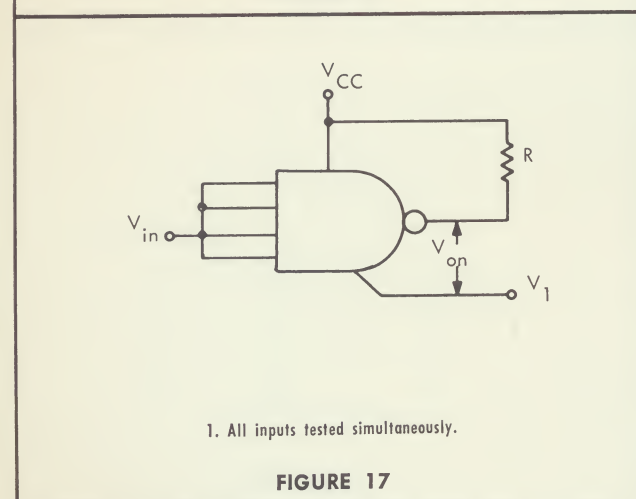 V CC
R
V in
V on
V 1
1. All inputs tested simultaneously.
FIGURE 17